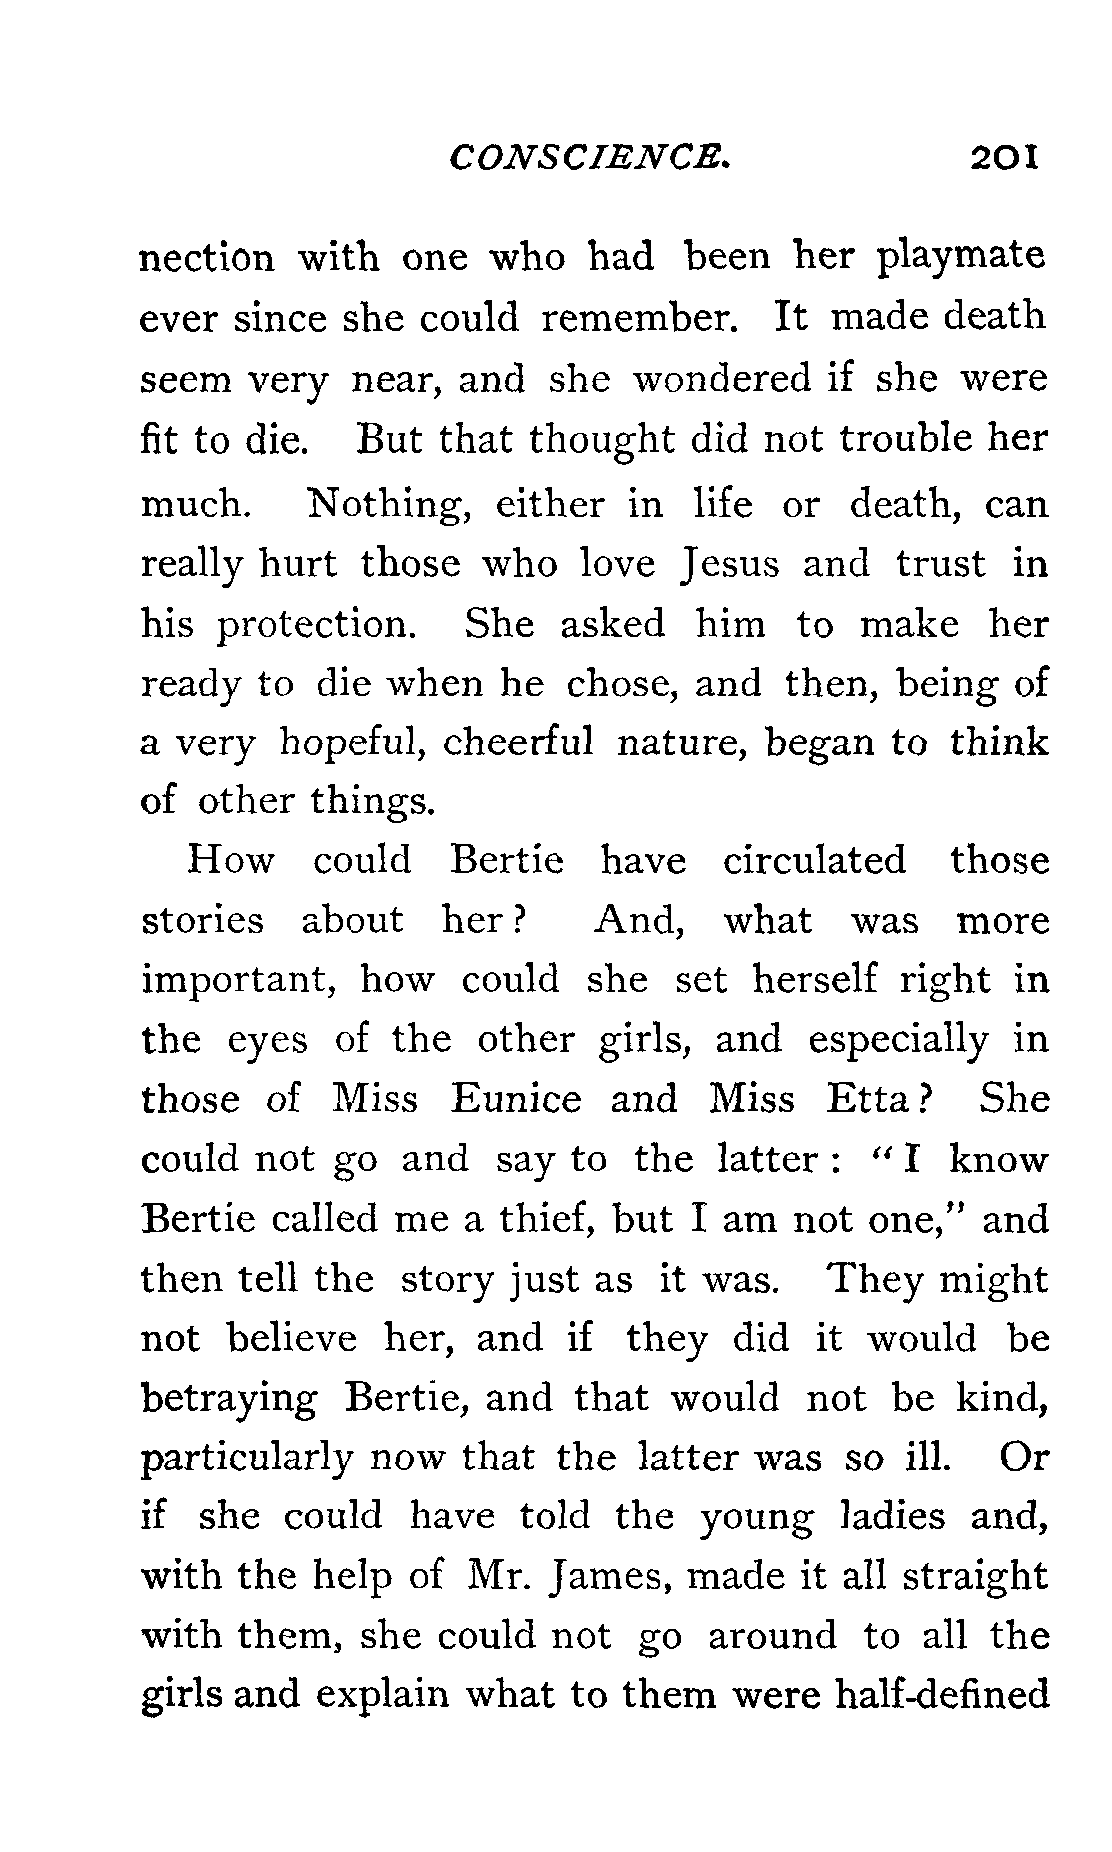 CONSCIENCE. 201
nection with one who had been her playmate
ever since she could remember. It made death
seem very near, and she wondered if she were
fit to die. But that thought did not trouble her
much. Nothing, either in life or death, can
really hurt those who love Jesus and trust in
his protection. She asked him to make her
ready to die when he chose, and then, being of
a very hopeful, cheerful nature, began to think
of other things.
How could Bertie have circulated those
stories about her? And, what was more
important, how could she set herself right in
the eyes of the other girls, and especially in
those of Miss Eunice and Miss Etta? She
could not go and say to the latter: "I know
Bertie called me a thief, but I am not one," and
then tell the story just as it was. They might
not believe her, and if they did it would be
betraying Bertie, and that would not be kind,
particularly now that the latter was so ill. Or
if she could have told the young ladies and,
with the help of Mr. James, made it all straight
with them, she could not go around to all the
girls and explain what to them were half-defined